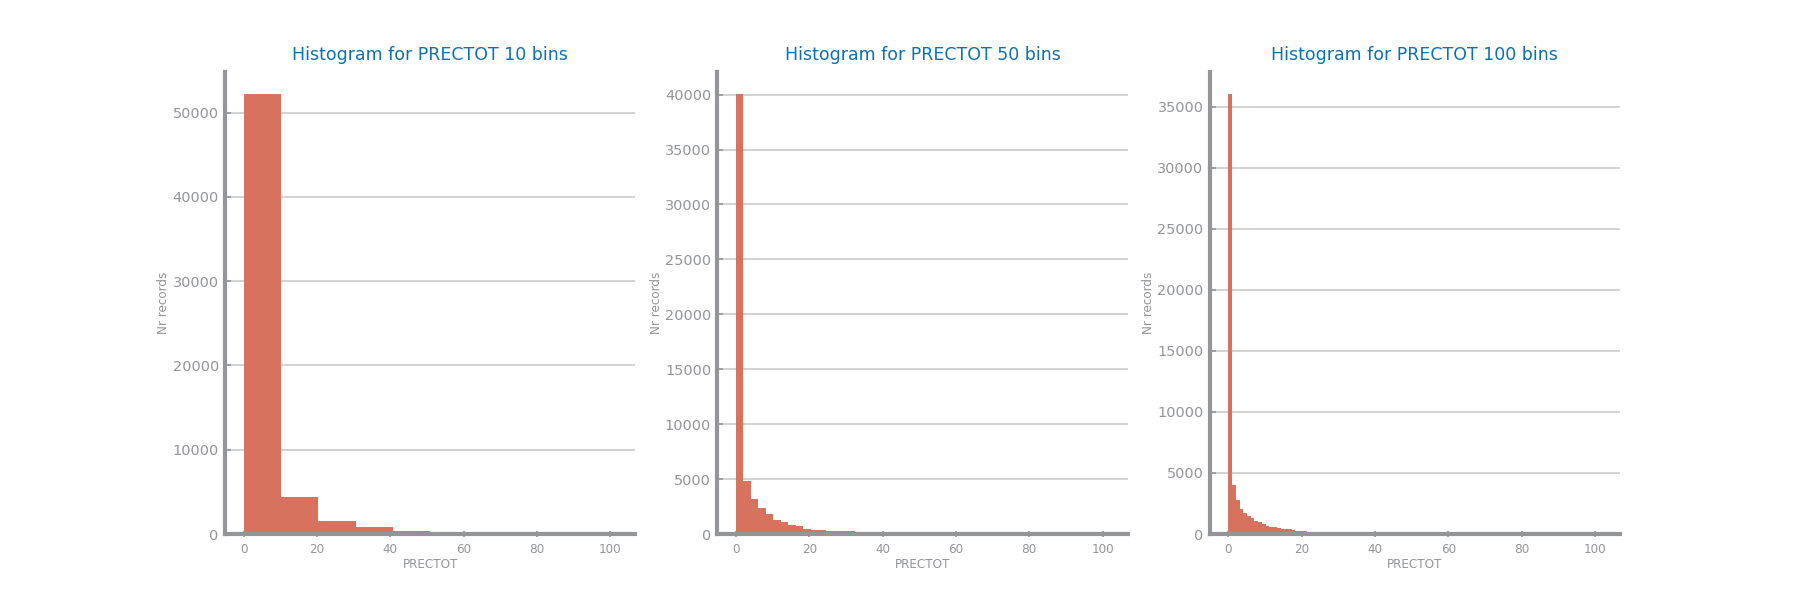 Histogram for PRECTOT 10 bins
50000
40000
30000
20000
10000
0
Nr records
0 20 40 60 80 100
PRECTOT
Histogram for PRECTOT 50 bins
40000
35000
30000
25000
20000
15000
10000
5000
0
Nr records
0 20 40 60 80 100
PRECTOT
Histogram for PRECTOT 100 bins
35000
30000
25000
20000
15000
10000
5000
0
Nr records
0 20 40 60 80 100
PRECTOT